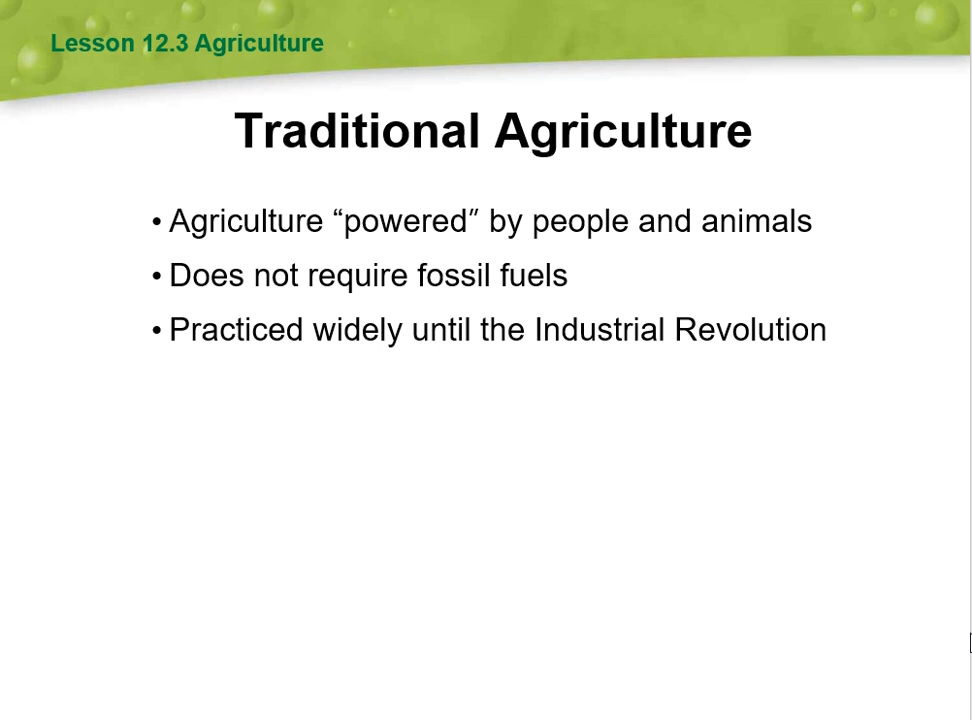 Lesson 12.3 Agriculture
Traditional Agriculture
• Agriculture “powered” by people and animals
• Does not require fossil fuels
• Practiced widely until the Industrial Revolution